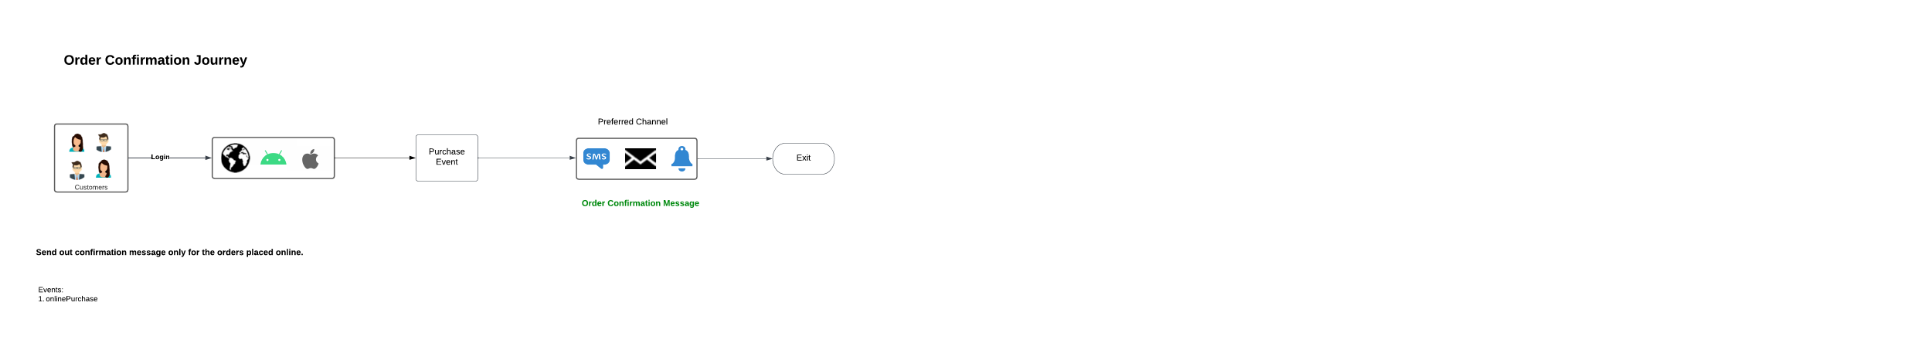 Order Confirmation Journey
Preferred Channel
Login
Purchase
Event
SMS
Exit
Customers
Order Confirmation Message
Send out confirmation message only for the orders placed online.
Events:
1. onlinePurchase